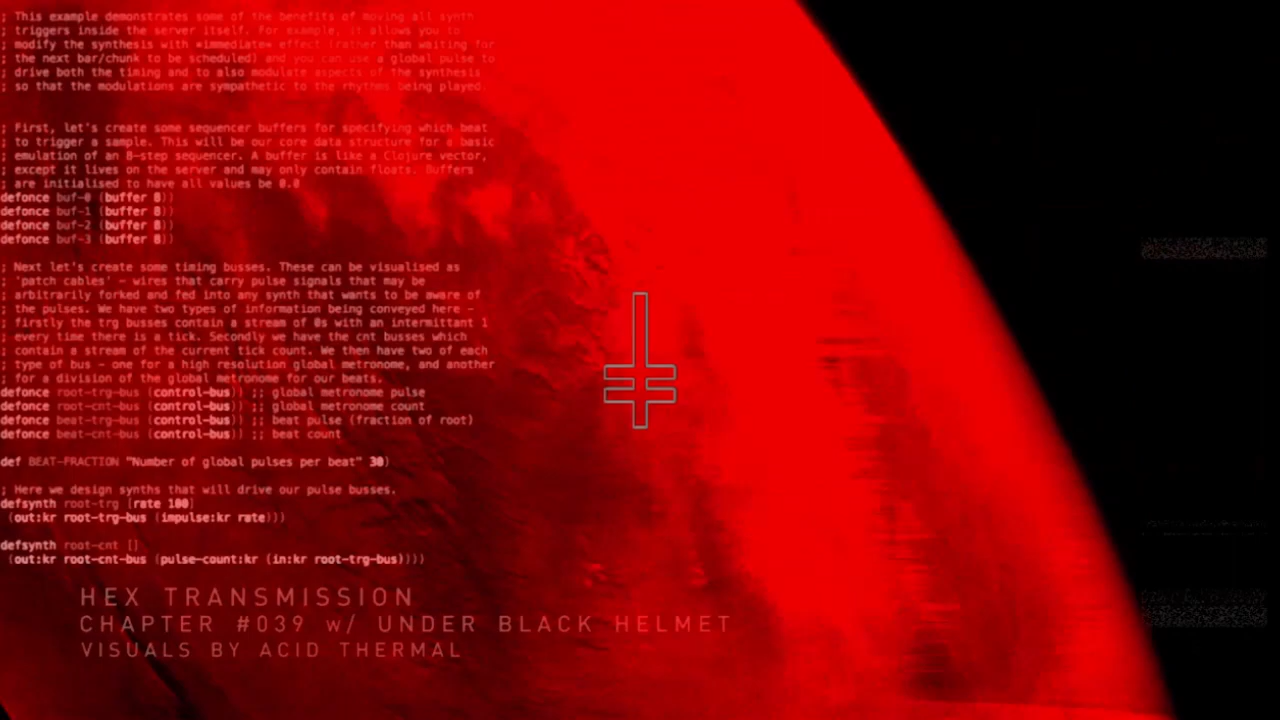 ; This example demonstrates some of the benefits of moving all synth
; triggers inside the server itself. For example, it allows you to
; modify the synthesis with *immediate* effect (rather than waiting for
; the next bar/chunk to be scheduled) and you can use a global pulse to
; drive both the timing and to also modulate aspects of the synthesis
; so that the modulations are sympathetic to the rhythms being played.
; First, let's create some sequencer buffers for specifying which beat
; to trigger a sample. This will be our core data structure for a basic
; emulation of an 8-step sequencer. A buffer is like a Clojure vector,
; except it lives on the server and may only contain floats. Buffers
; are initialised to have all values be 0.0
defonce buf-0 (buffer 8))
defonce buf-1 (buffer 8))
defonce buf-2 (buffer 8))
defonce buf-3 (buffer 8))
; Next let's create some timing busses. These can be visualised as
; 'patch cables' - wires that carry pulse signals that may be
; arbitrarily forked and fed into any synth that wants to be aware of
; the pulses. We have two types of information being conveyed here -
; firstly the trg busses contain a stream of 0s with an intermittant 1
; every time there is a tick. Secondly we have the cnt busses which
; contain a stream of the current tick count. We then have two of each
; type of bus - one for a high resolution global metronome, and another
; for a division of the global metronome for our beats.
defonce root-trg-bus (control-bus)) ;; global metronome pulse
defonce root-cnt-bus (control-bus)) ;; global metronome count
defonce beat-trg-bus (control-bus)) ;; beat pulse (fraction of root)
defonce beat-cnt-bus (control-bus)) ;; beat count
def BEAT-FRACTION "Number of global pulses per beat" 30)
; Here we design synths that will drive our pulse busses.
defsynth root-trg [rate 100]
(out:kr root-trg-bus (impulse:kr rate)))
defsynth root-cnt []
(out:kr root-cnt-bus (pulse-count:kr (in:kr root-trg-bus))))
HEX TRANSMISSION
CHAPTER #039 w/ UNDER BLACK HELMET
VISUALS BY ACID THERMAL